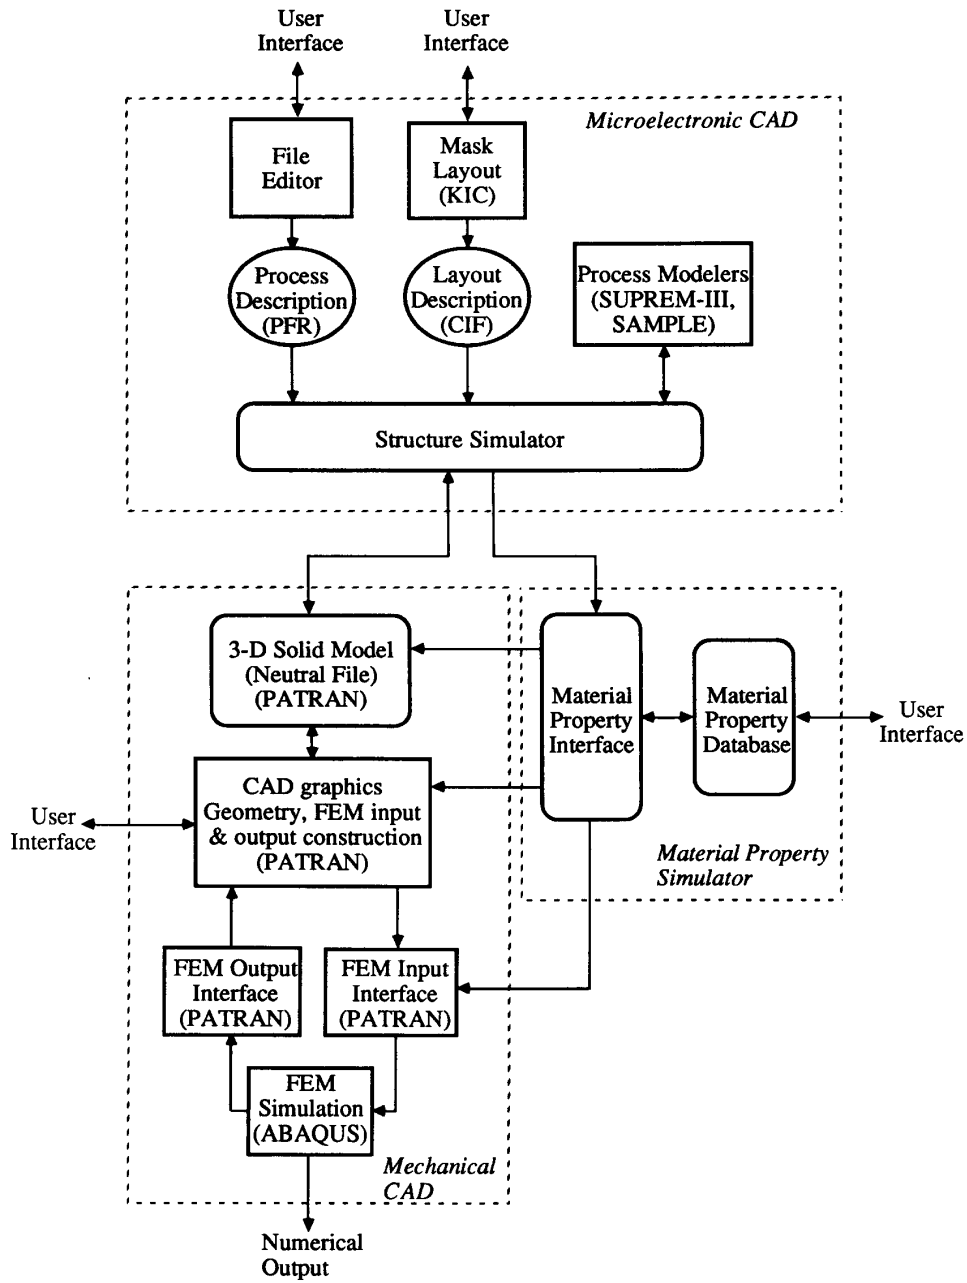 User
Interface
User
Interface
Microelectronic CAD
File
Editor
Mask
Layout
(KIC)
Process
Description
(PFR)
Layout
Description
(CIF)
Process Modelers
(SUPREM-III,
SAMPLE)
Structure Simulator
3-D Solid Model
(Neutral File)
(PATRAN)
Material
Property
Interface
Material
Property
Database
User
Interface
CAD graphics
Geometry, FEM input
& output construction
(PATRAN)
User
Interface
Material Property
Simulator
FEM Output
Interface
(PATRAN)
FEM Input
Interface
(PATRAN)
FEM
Simulation
(ABAQUS)
Mechanical
CAD
Numerical
Output